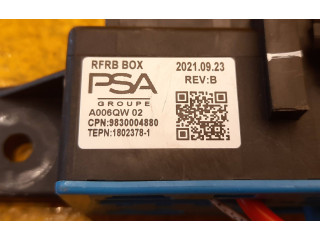 RFRB BOX
2021.09.23
PSA
REV:B
GROUPE
A006QW 02
CPN:9830004880
TEPN:1802378-1